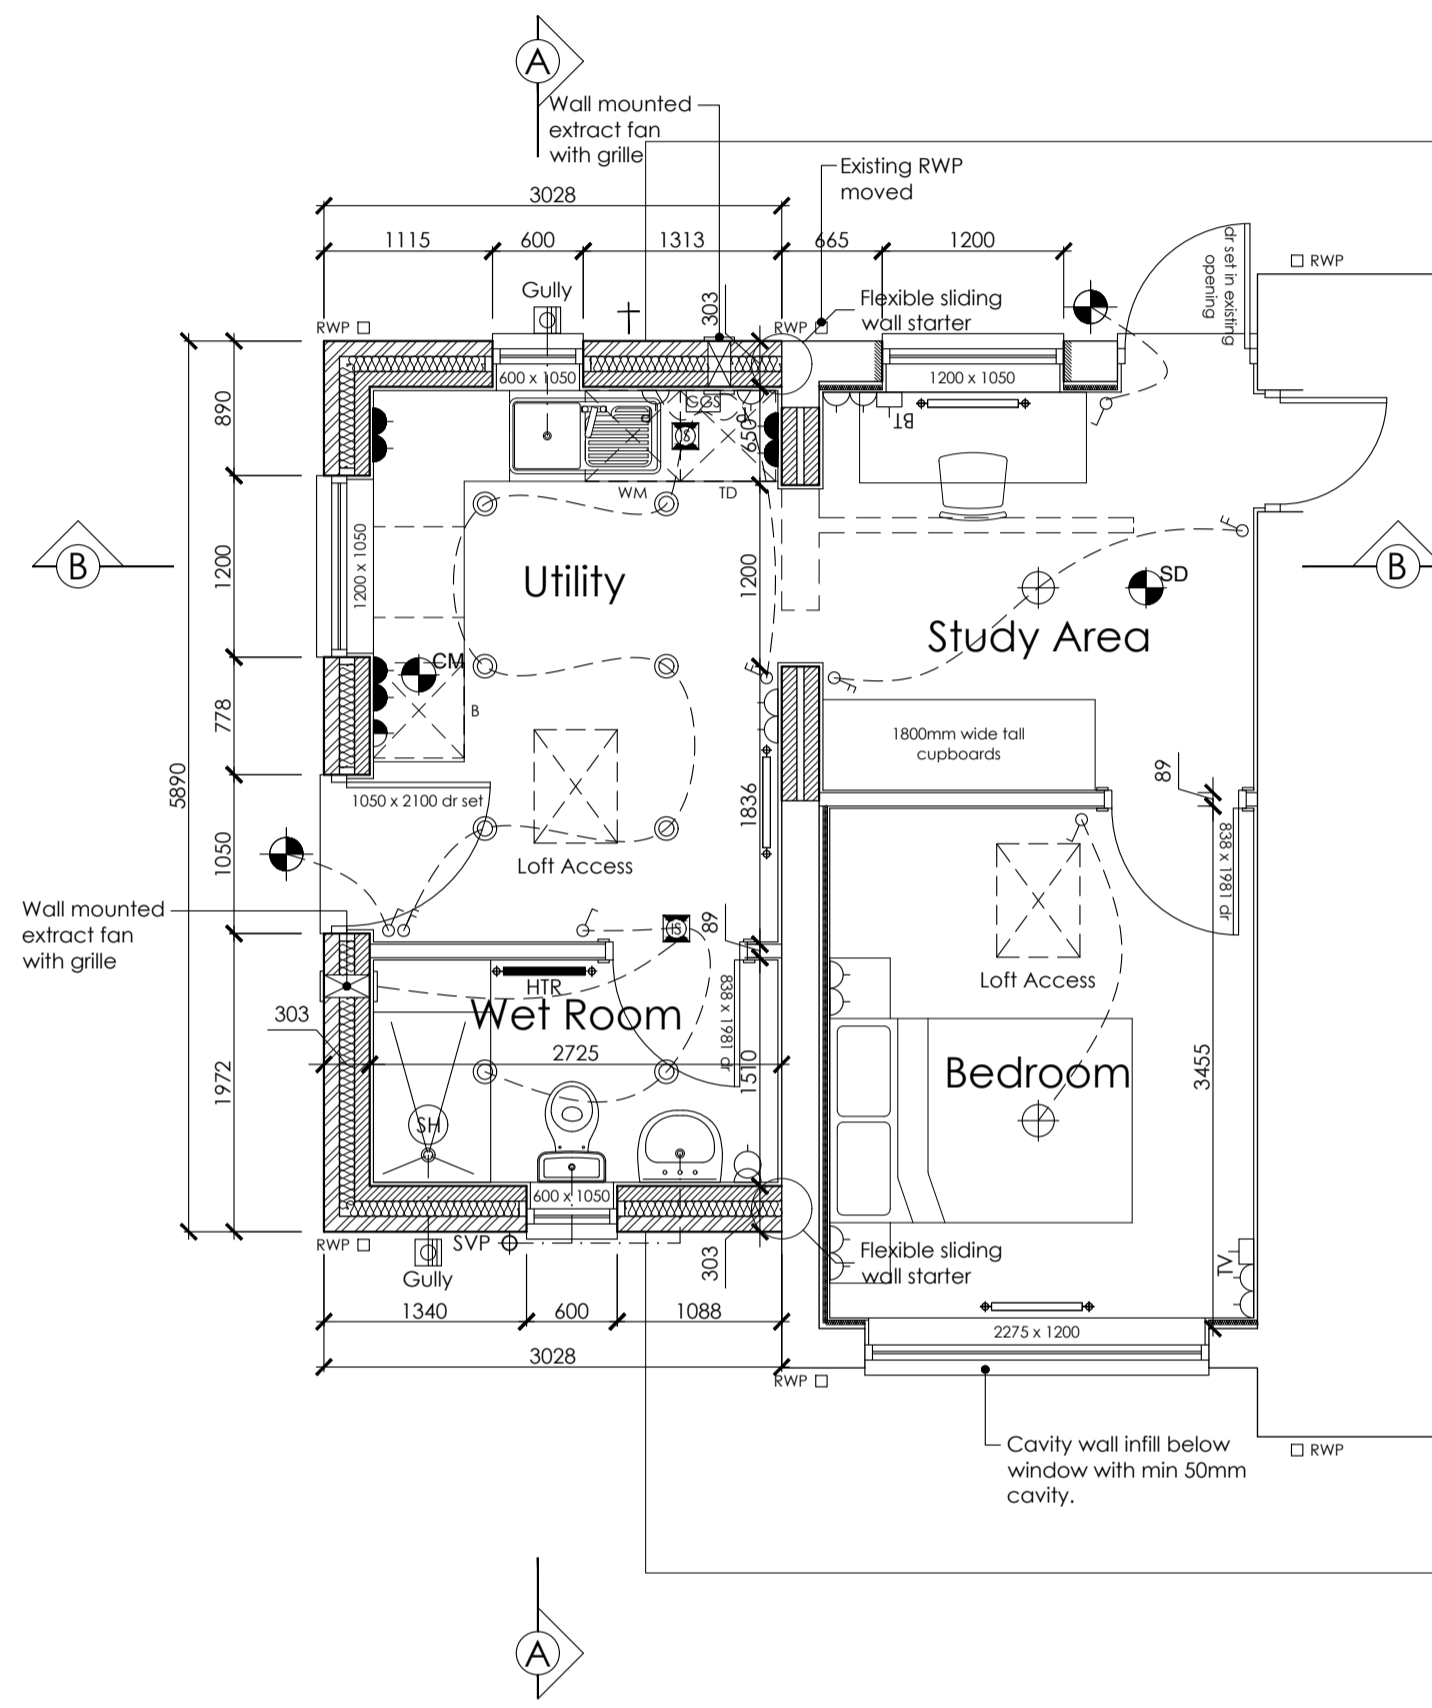 A
Wall mounted
extract fan
with grille
Existing RWP
moved
3028
1115
600
1313
665
1200
dr set in existing
opening
RWP
Gully
303
Flexible sliding
wall starter
RWP
RWP
600 x 1050
1200 x 1050
GGS
BT
890
650
WM
TD
B
1200
1200 x 1050
Utility
1200
SD
B
Study Area
CM
778
B
1800mm wide tall
cupboards
5890
1050 x 2100 dr set
1836
89
1050
Loft Access
838 x 1981 dr
Wall mounted
extract fan
with grille
IS
89
Loft Access
HTR
Wet Room
838 x 1981 dr
303
2725
1510
1972
Bedroom
3455
SH
600 x 1050
RWP
SVP
Gully
303
Flexible sliding
wall starter
TV
1340
600
1088
2275 x 1200
3028
RWP
Cavity wall infill below
window with min 50mm
cavity.
RWP
A